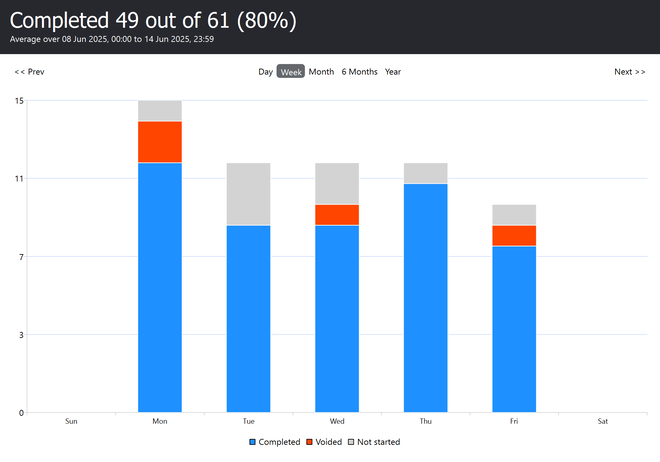 Completed 49 out of 61 (80%)
Average over 08 Jun 2025, 00:00 to 14 Jun 2025, 23:59
<< Prev Day Week Month 6 Months Year Next >>
15
11
7
3
0
Sun Mon Tue Wed Thu Fri Sat
Completed Voided Not started